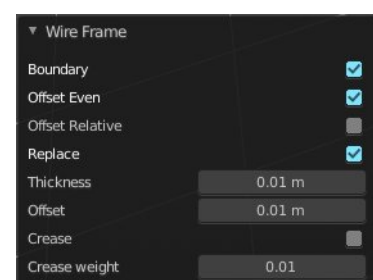 Wire Frame
Boundary
Offset Even
Offset Relative
Replace
Thickness 0.01 m
Offset 0.01 m
Crease
Crease weight 0.01